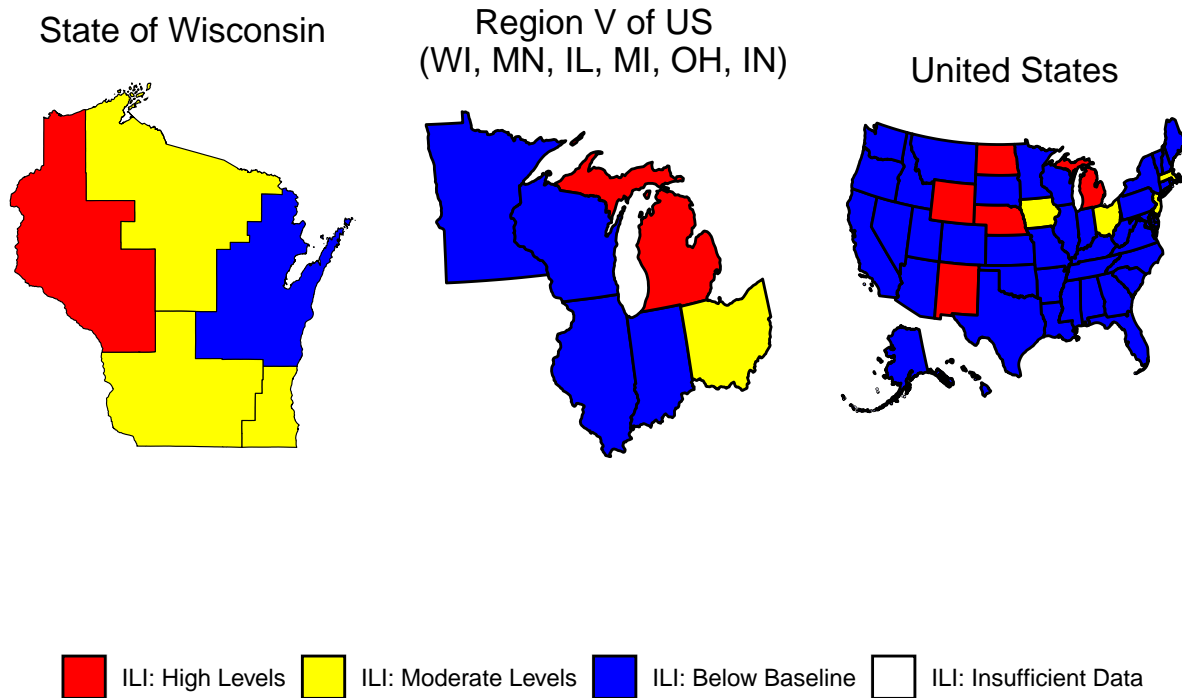 State of Wisconsin
Region V of US
(WI, MN, IL, MI, OH, IN)
United States
ILI: High Levels
ILI: Moderate Levels
ILI: Below Baseline
ILI: Insufficient Data